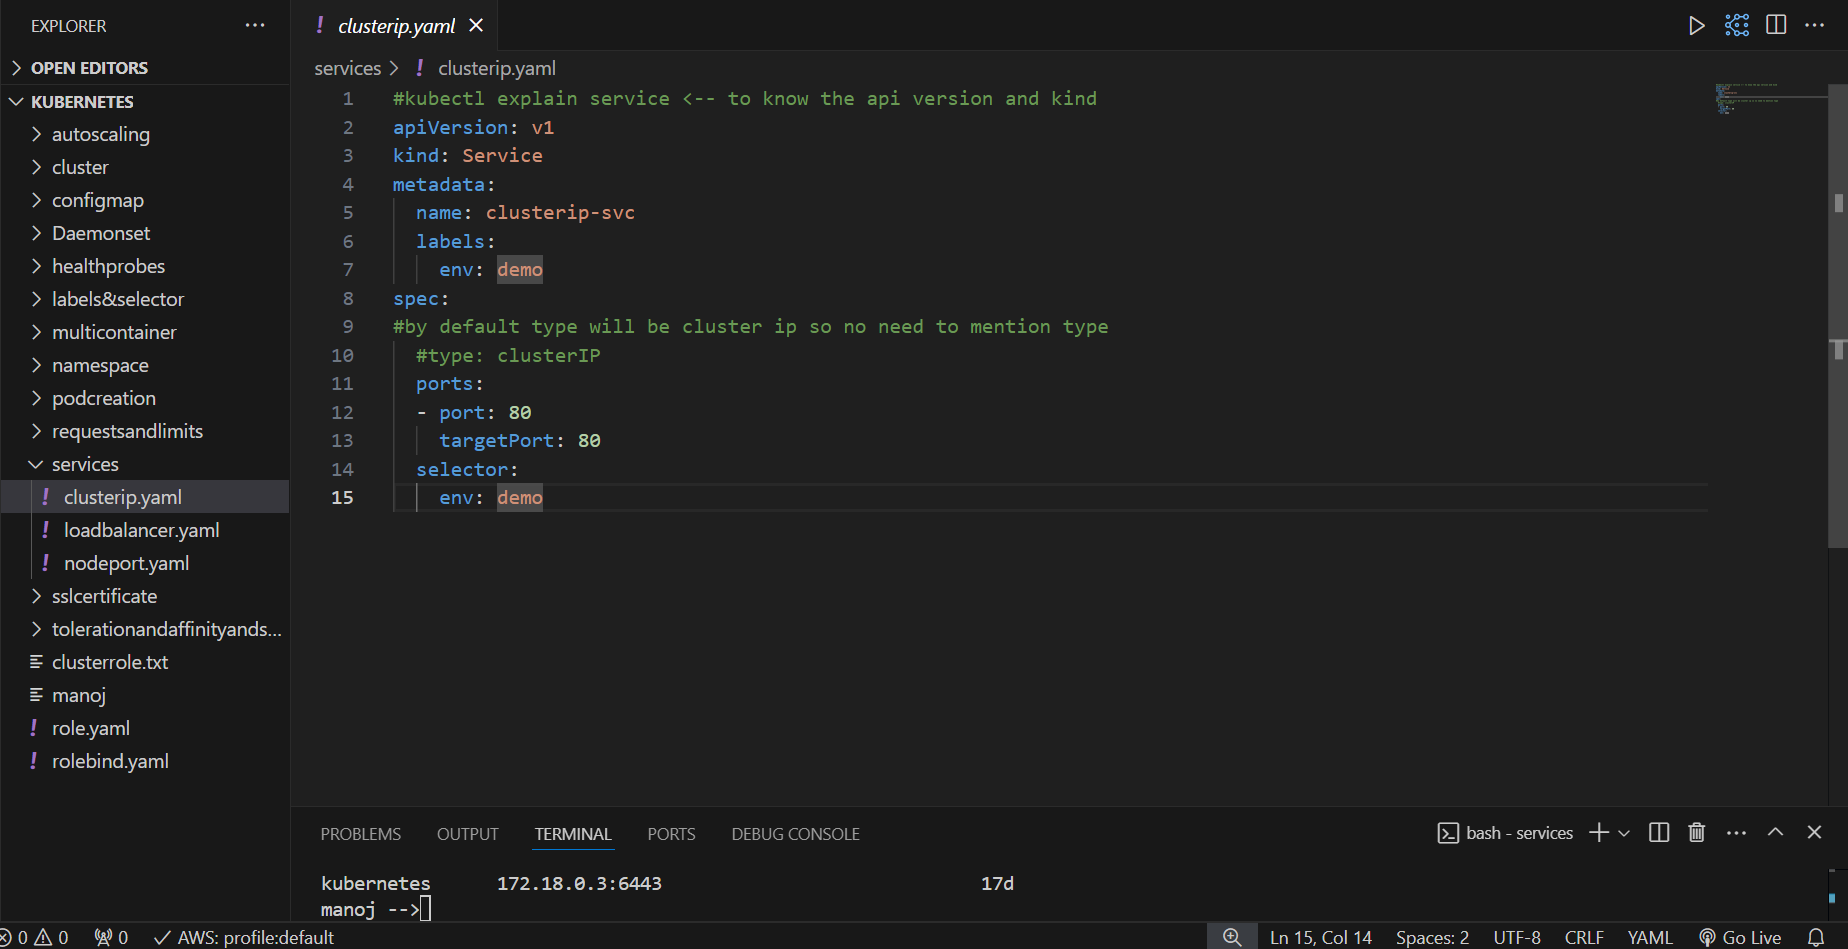 EXPLORER
OPEN EDITORS
KUBERNETES
autoscaling
cluster
configmap
Daemonset
healthprobes
labels&selector
multicontainer
namespace
podcreation
requestsandlimits
services
clusterip.yaml
loadbalancer.yaml
nodeport.yaml
sslcertificate
tolerationandaffinityands...
clusterrole.txt
manoj
role.yaml
rolebind.yaml
! clusterip.yaml
services > ! clusterip.yaml
1 #kubectl explain service <-- to know the api version and kind
2 apiVersion: v1
3 kind: Service
4 metadata:
5   name: clusterip-svc
6   labels:
7     env: demo
8 spec:
9 #by default type will be cluster ip so no need to mention type
10   #type: clusterIP
11   ports:
12   - port: 80
13     targetPort: 80
14   selector:
15     env: demo
PROBLEMS OUTPUT TERMINAL PORTS DEBUG CONSOLE
bash - services
kubernetes 172.18.0.3:6443 17d
manoj -->
0 0 0 AWS: profile:default
Ln 15, Col 14 Spaces: 2 UTF-8 CRLF YAML Go Live